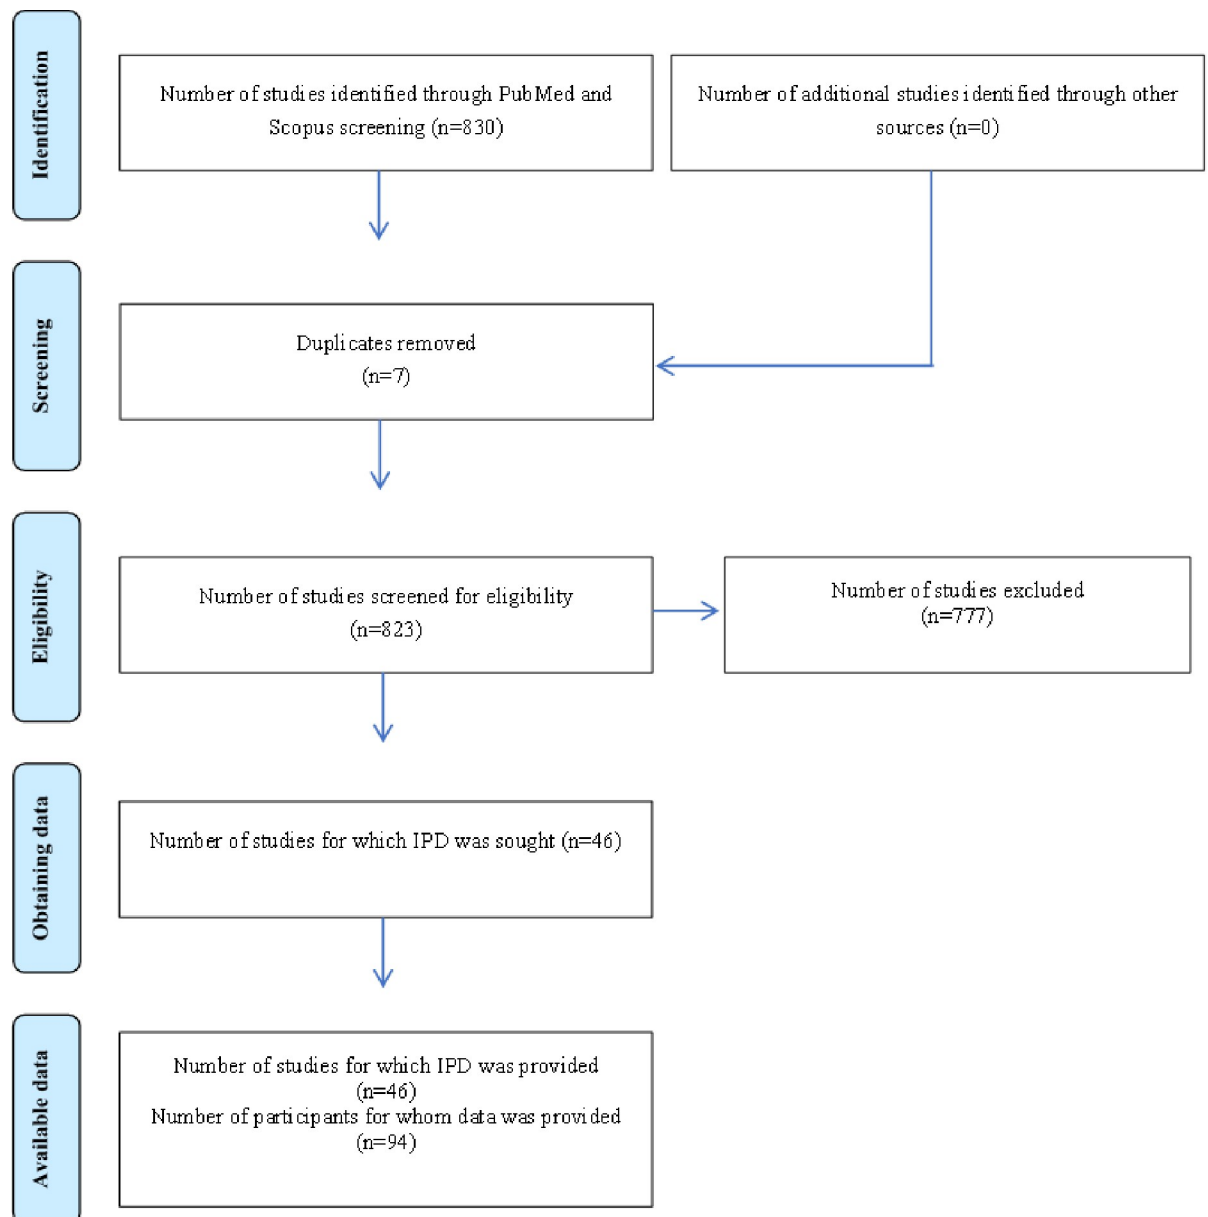 Identification
Number of studies identified through PubMed and
Scopus screening (n=830)
Number of additional studies identified through other
sources (n=0)
Screening
Duplicates removed
(n=7)
Eligibility
Number of studies screened for eligibility
(n=823)
Number of studies excluded
(n=777)
Obtaining data
Number of studies for which IPD was sought (n=46)
Available data
Number of studies for which IPD was provided
(n=46)
Number of participants for whom data was provided
(n=94)